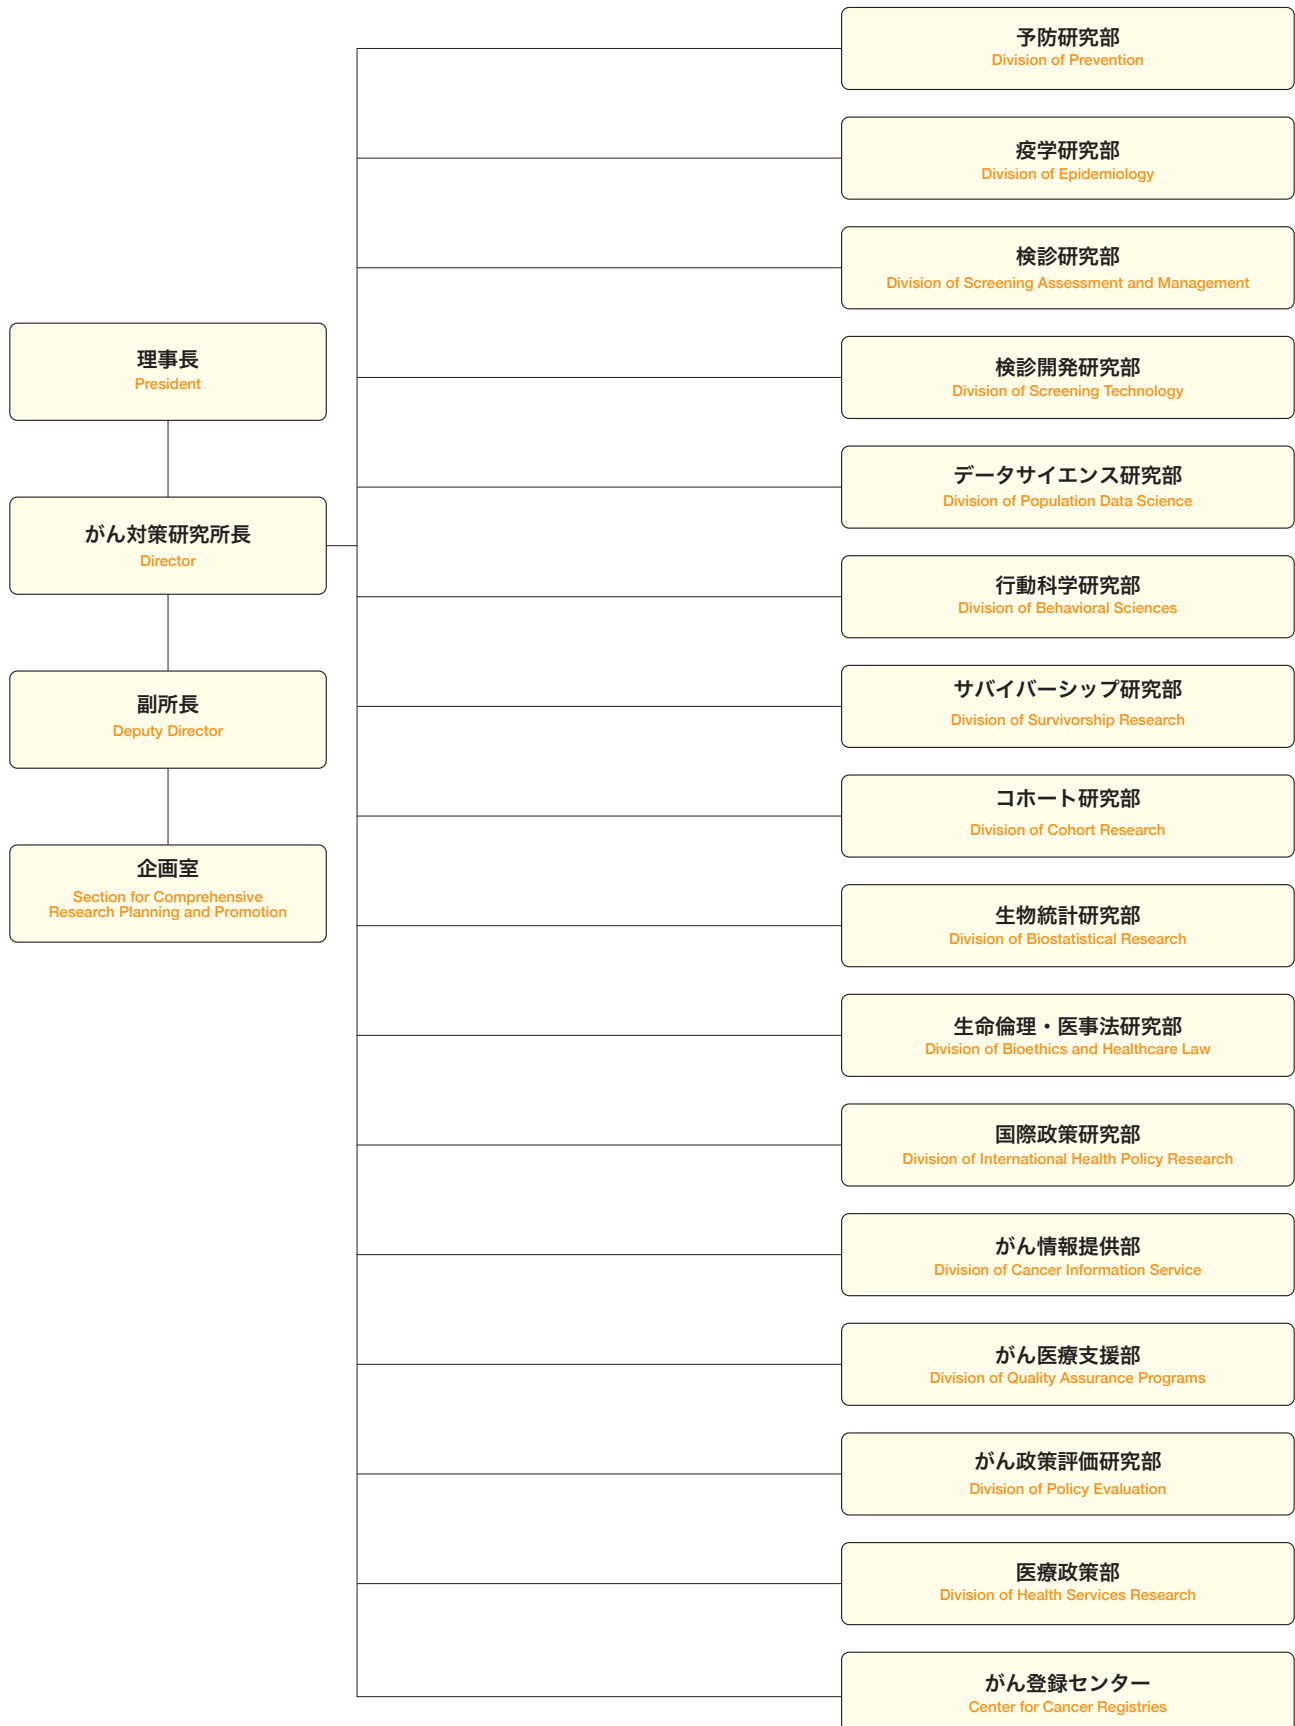 理事長
President
がん対策研究所長
Director
副所長
Deputy Director
企画室
Section for Comprehensive
Research Planning and Promotion
予防研究部
Division of Prevention
疫学研究部
Division of Epidemiology
検診研究部
Division of Screening Assessment and Management
検診開発研究部
Division of Screening Technology
データサイエンス研究部
Division of Population Data Science
行動科学研究部
Division of Behavioral Sciences
サバイバーシップ研究部
Division of Survivorship Research
コホート研究部
Division of Cohort Research
生物統計研究部
Division of Biostatistical Research
生命倫理・医事法研究部
Division of Bioethics and Healthcare Law
国際政策研究部
Division of International Health Policy Research
がん情報提供部
Division of Cancer Information Service
がん医療支援部
Division of Quality Assurance Programs
がん政策評価研究部
Division of Policy Evaluation
医療政策部
Division of Health Services Research
がん登録センター
Center for Cancer Registries